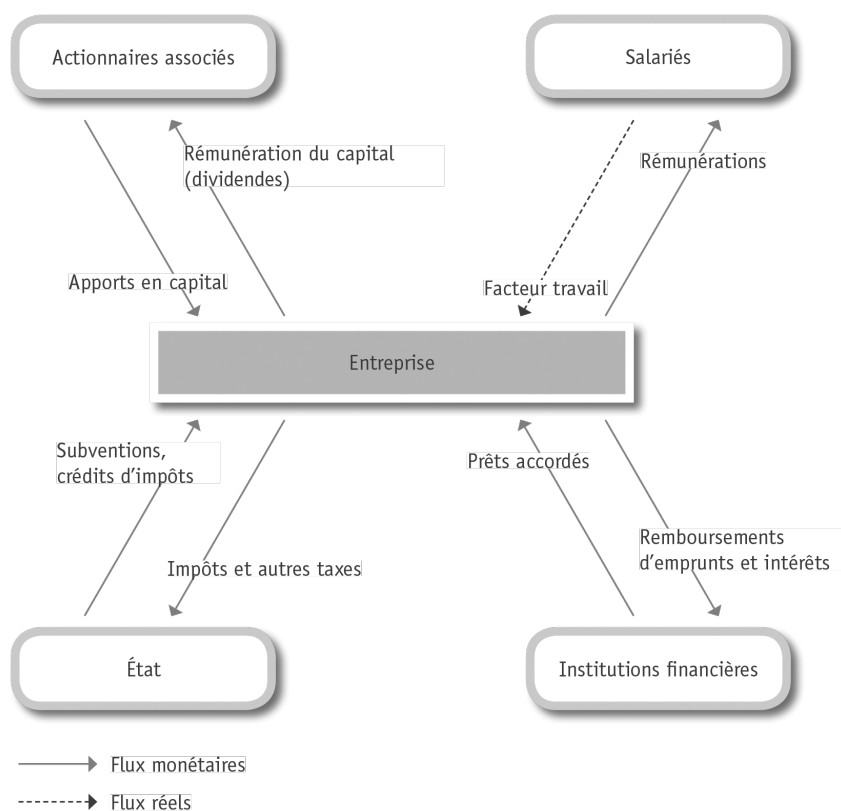 Actionnaires associés
Salariés
Rémunération du capital
(dividendes)
Rémunérations
Apports en capital
Facteur travail
Entreprise
Subventions,
crédits d’impôts
Prêts accordés
Remboursements
d’emprunts et intérêts
Impôts et autres taxes
État
Institutions financières
Flux monétaires
Flux réels